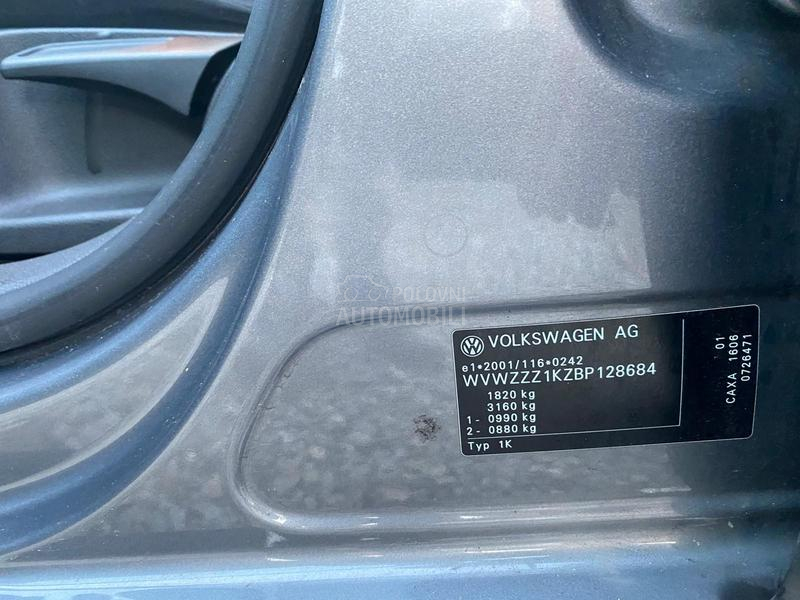 POLOVNI
AUTOMOBILI
VOLKSWAGEN AG
e1*2001/116*0242
WVWZZZ1KZBP128684
1820 kg
3160 kg
1- 0990 kg
2- 0880 kg
Typ 1K
01
CAXA 1606
0726471